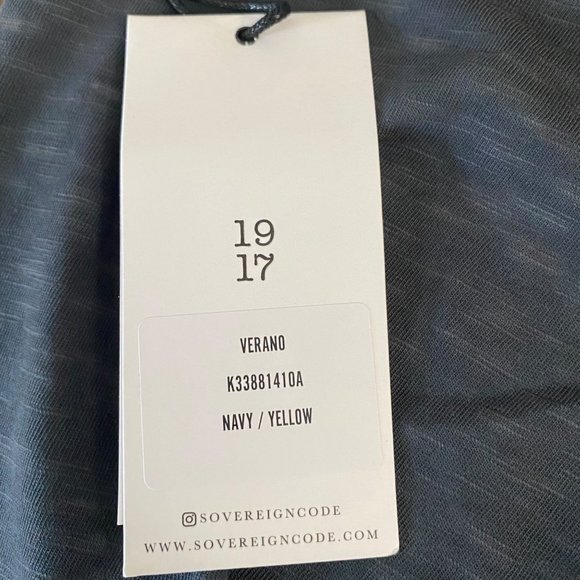 19
17
VERANO
K33881410A
NAVY / YELLOW
SOVEREIGNCODE
WWW.SOVEREIGNCODE.COM